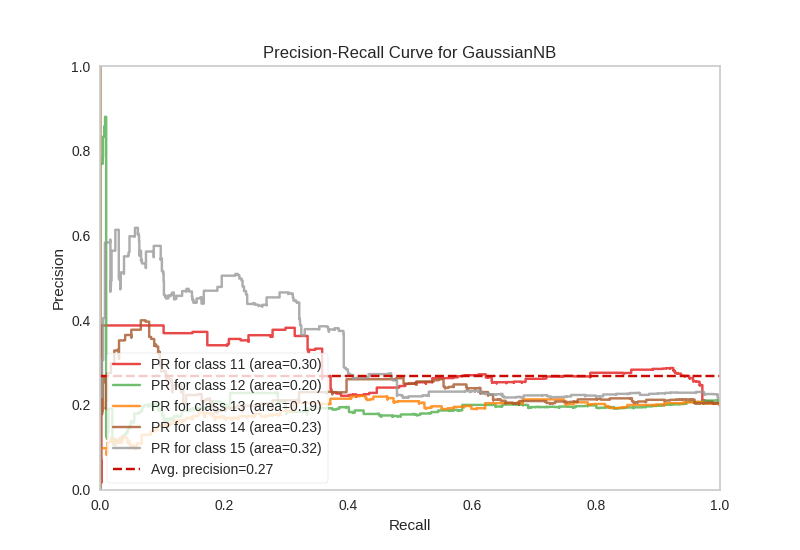 Precision-Recall Curve for GaussianNB
1.0
0.8
0.6
0.4
0.2
0.0
Precision
PR for class 11 (area=0.30)
PR for class 12 (area=0.20)
PR for class 13 (area=0.19)
PR for class 14 (area=0.23)
PR for class 15 (area=0.32)
Avg. precision=0.27
0.0 0.2 0.4 0.6 0.8 1.0
Recall